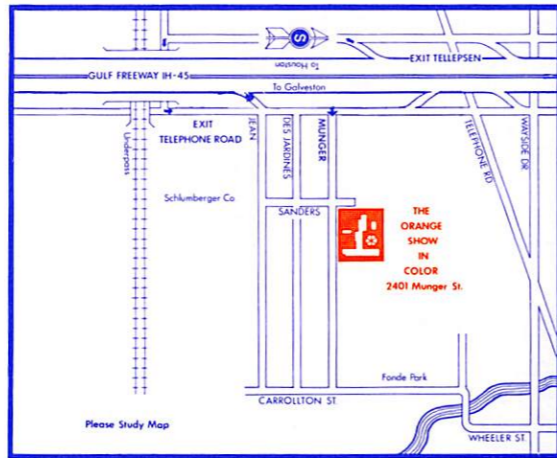 S
To Houston
EXIT TELLEPSEN
GULF FREEWAY IH-45
To Galveston
EXIT
TELEPHONE ROAD
Underpass
JEAN
DES JARDINES
MUNGER
TELEPHONE RD
WAYSIDE DR
Schlumberger Co
SANDERS
THE
ORANGE
SHOW
IN
COLOR
2401 Munger St.
Fonde Park
CARROLLTON ST.
Please Study Map
WHEELER ST.